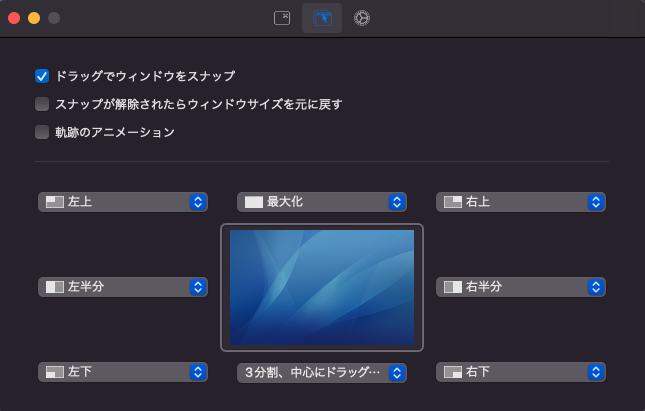 ドラッグでウィンドウをスナップ
スナップが解除されたらウィンドウサイズを元に戻す
軌跡のアニメーション
左上
最大化
右上
左半分
右半分
左下
3分割、中心にドラッグ…
右下